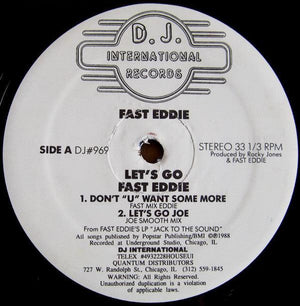 D.J.
INTERNATIONAL
RECORDS
FAST EDDIE
SIDE A DJ#969
STEREO 33 1/3 RPM
Produced by Rocky Jones
& FAST EDDIE
LET'S GO
FAST EDDIE
1. DON'T "U" WANT SOME MORE
FAST MIX EDDIE
2. LET'S GO JOE
JOE SMOOTH MIX
From FAST EDDIE'S LP "JACK TO THE SOUND"
All songs published by Popstar Publishing/BMI ©℗1988
Recorded at Underground Studio, Chicago, IL
DJ INTERNATIONAL
TELEX #4932228HOUSEUI
QUANTUM DISTRIBUTORS
727 W. Randolph St., Chicago, IL (312) 559-1845
WARNING: All Rights Reserved.
Unauthorized duplication is a violation
of applicable laws.